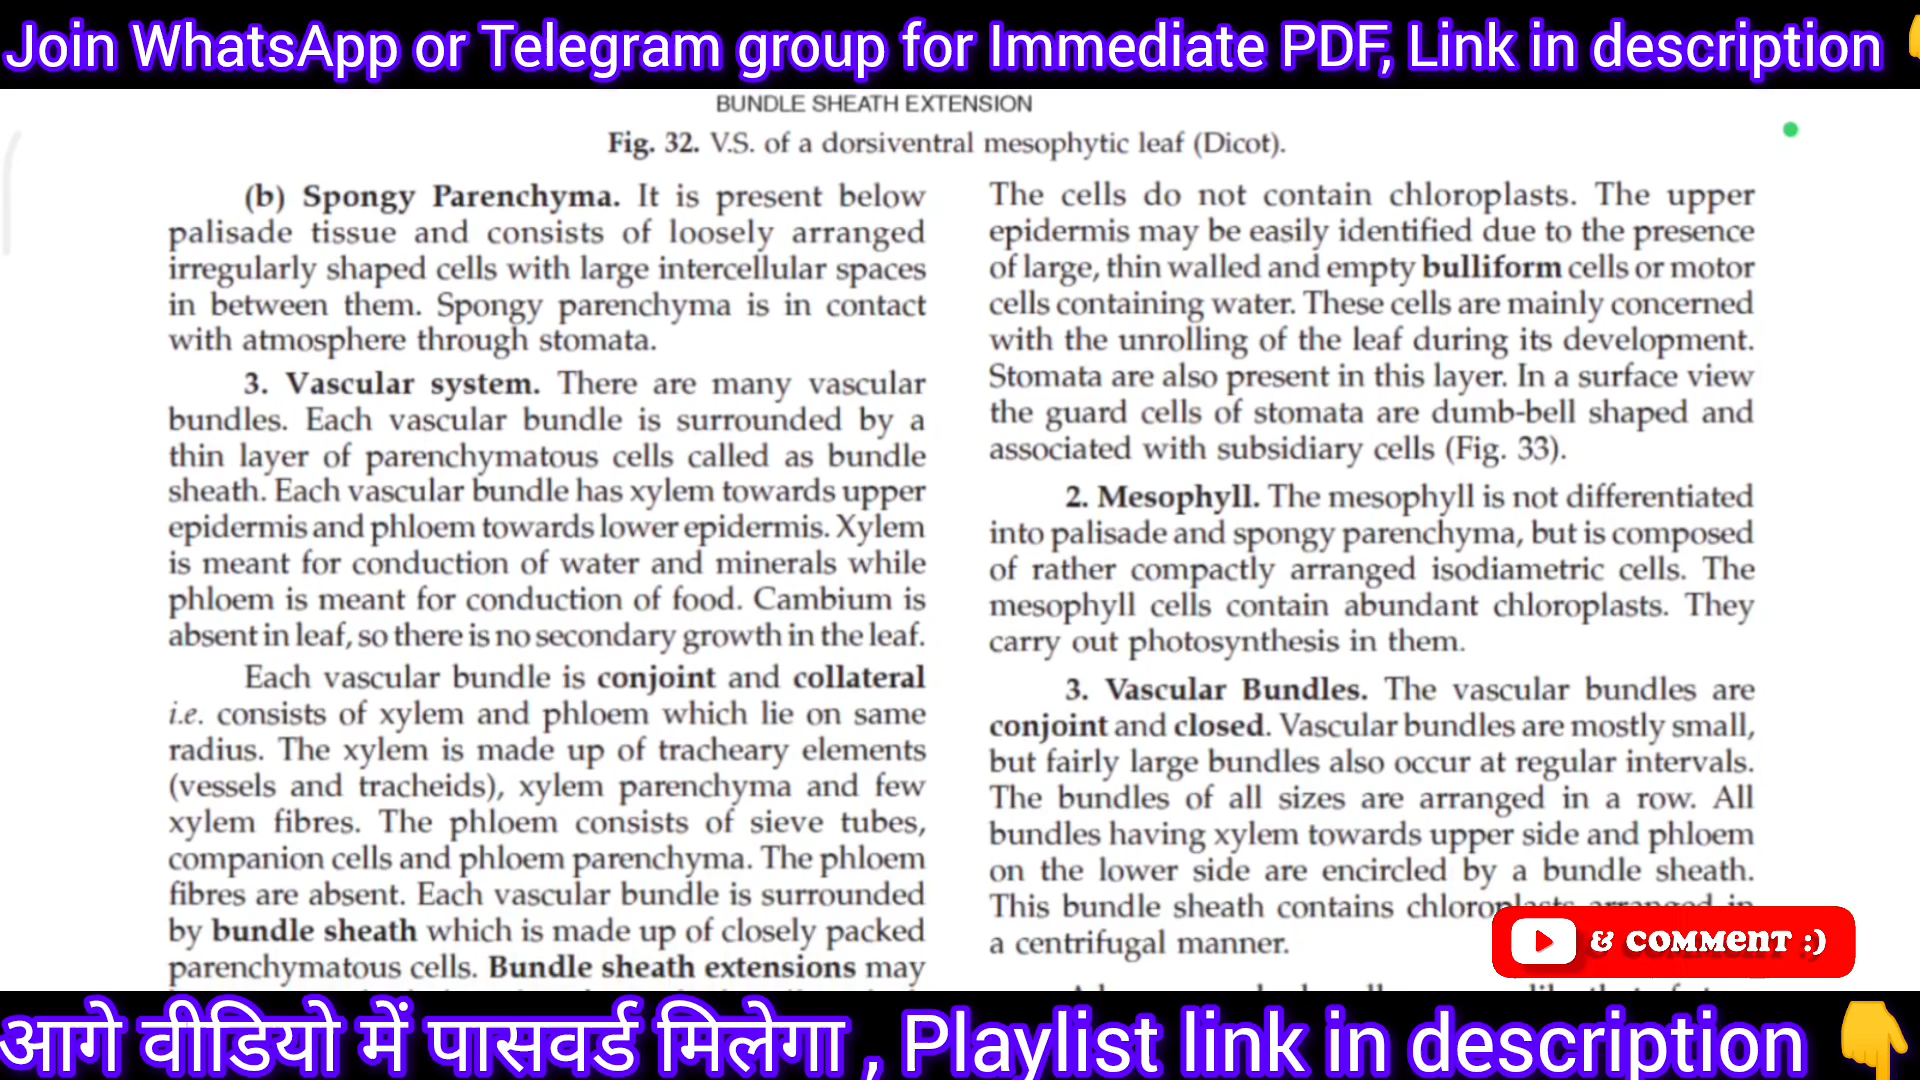 Join WhatsApp or Telegram group for Immediate PDF, Link in description
BUNDLE SHEATH EXTENSION
Fig. 32. V.S. of a dorsiventral mesophytic leaf (Dicot).
(b) Spongy Parenchyma. It is present below
palisade tissue and consists of loosely arranged
irregularly shaped cells with large intercellular spaces
in between them. Spongy parenchyma is in contact
with atmosphere through stomata.
3. Vascular system. There are many vascular
bundles. Each vascular bundle is surrounded by a
thin layer of parenchymatous cells called as bundle
sheath. Each vascular bundle has xylem towards upper
epidermis and phloem towards lower epidermis. Xylem
is meant for conduction of water and minerals while
phloem is meant for conduction of food. Cambium is
absent in leaf, so there is no secondary growth in the leaf.
Each vascular bundle is conjoint and collateral
i.e. consists of xylem and phloem which lie on same
radius. The xylem is made up of tracheary elements
(vessels and tracheids), xylem parenchyma and few
xylem fibres. The phloem consists of sieve tubes,
companion cells and phloem parenchyma. The phloem
fibres are absent. Each vascular bundle is surrounded
by bundle sheath which is made up of closely packed
parenchymatous cells. Bundle sheath extensions may
The cells do not contain chloroplasts. The upper
epidermis may be easily identified due to the presence
of large, thin walled and empty bulliform cells or motor
cells containing water. These cells are mainly concerned
with the unrolling of the leaf during its development.
Stomata are also present in this layer. In a surface view
the guard cells of stomata are dumb-bell shaped and
associated with subsidiary cells (Fig. 33).
2. Mesophyll. The mesophyll is not differentiated
into palisade and spongy parenchyma, but is composed
of rather compactly arranged isodiametric cells. The
mesophyll cells contain abundant chloroplasts. They
carry out photosynthesis in them.
3. Vascular Bundles. The vascular bundles are
conjoint and closed. Vascular bundles are mostly small,
but fairly large bundles also occur at regular intervals.
The bundles of all sizes are arranged in a row. All
bundles having xylem towards upper side and phloem
on the lower side are encircled by a bundle sheath.
This bundle sheath contains chloroplasts arranged in
a centrifugal manner.
& COMMENT :)
आगे वीडियो में पासवर्ड मिलेगा , Playlist link in description